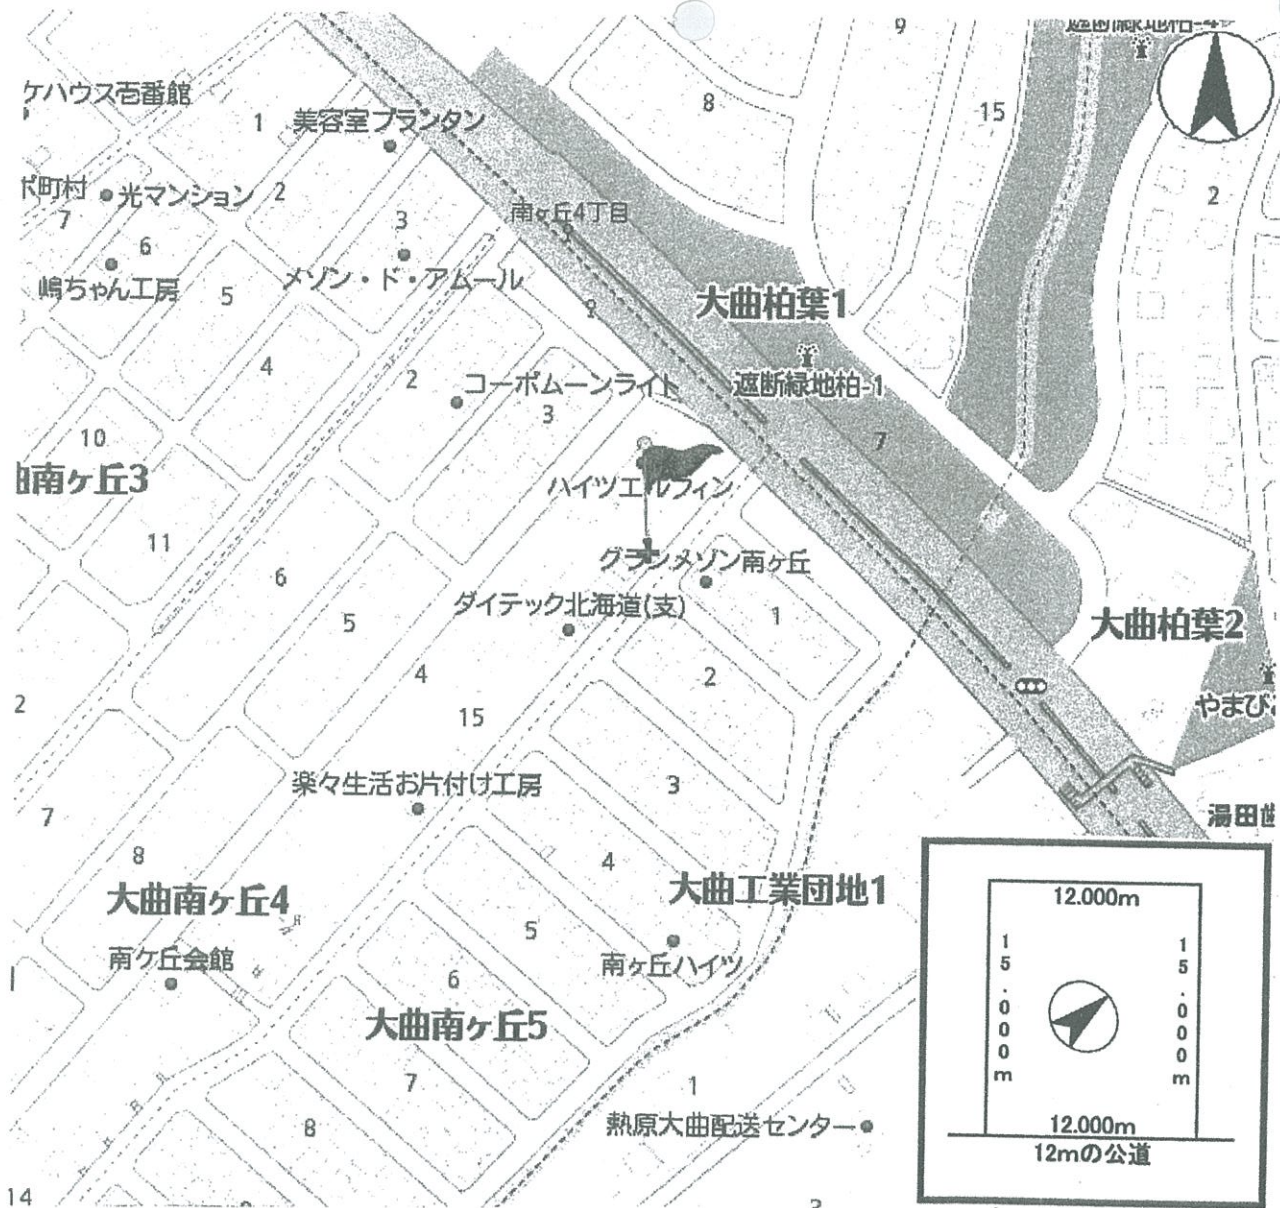 遮断緑地柏-4
9
ケハウス壱番館
1
美容室プランタン
8
15
光マンション
2
2
7
3
南ヶ丘4丁目
6
メゾン・ド・アムール
嶋ちゃん工房
5
大曲柏葉1
9
4
2
コーポムーンライト
遮断緑地柏-1
3
10
7
南ヶ丘3
ハイツエルフィン
11
グランメゾン南ヶ丘
6
ダイテック北海道(支)
5
1
大曲柏葉2
4
2
2
15
やまび
楽々生活お片付け工房
3
7
湯田
8
4
大曲南ヶ丘4
大曲工業団地1
12.000m
5
15.000m
15.000m
南ケ丘会館
南ヶ丘ハイツ
6
大曲南ヶ丘5
7
1
8
熱原大曲配送センター
12.000m
12mの公道
14